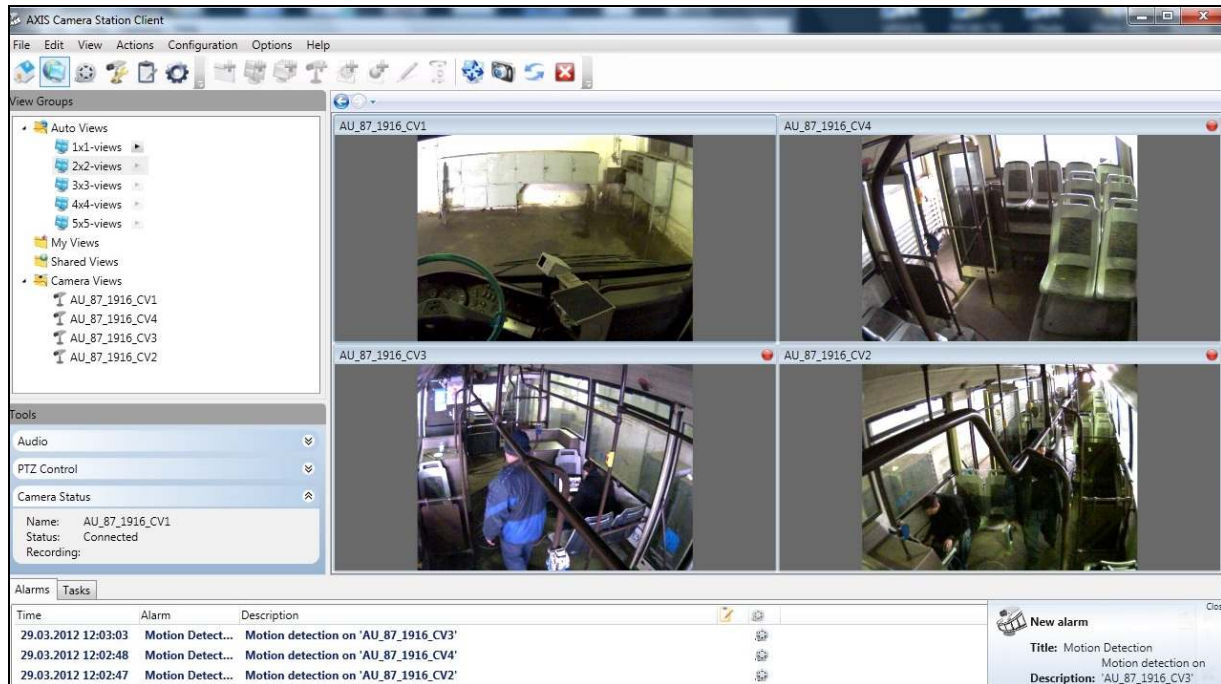 AXIS Camera Station Client
File Edit View Actions Configuration Options Help
View Groups
Auto Views
1x1-views
2x2-views
3x3-views
4x4-views
5x5-views
My Views
Shared Views
Camera Views
AU_87_1916_CV1
AU_87_1916_CV4
AU_87_1916_CV3
AU_87_1916_CV2
Tools
Audio
PTZ Control
Camera Status
Name: AU_87_1916_CV1
Status: Connected
Recording:
AU_87_1916_CV1
AU_87_1916_CV4
AU_87_1916_CV3
AU_87_1916_CV2
Alarms Tasks
Time Alarm Description
29.03.2012 12:03:03 Motion Detect... Motion detection on 'AU_87_1916_CV3'
29.03.2012 12:02:48 Motion Detect... Motion detection on 'AU_87_1916_CV4'
29.03.2012 12:02:47 Motion Detect... Motion detection on 'AU_87_1916_CV2'
Clos
New alarm
Title: Motion Detection
Motion detection on
Description: 'AU_87_1916_CV3'